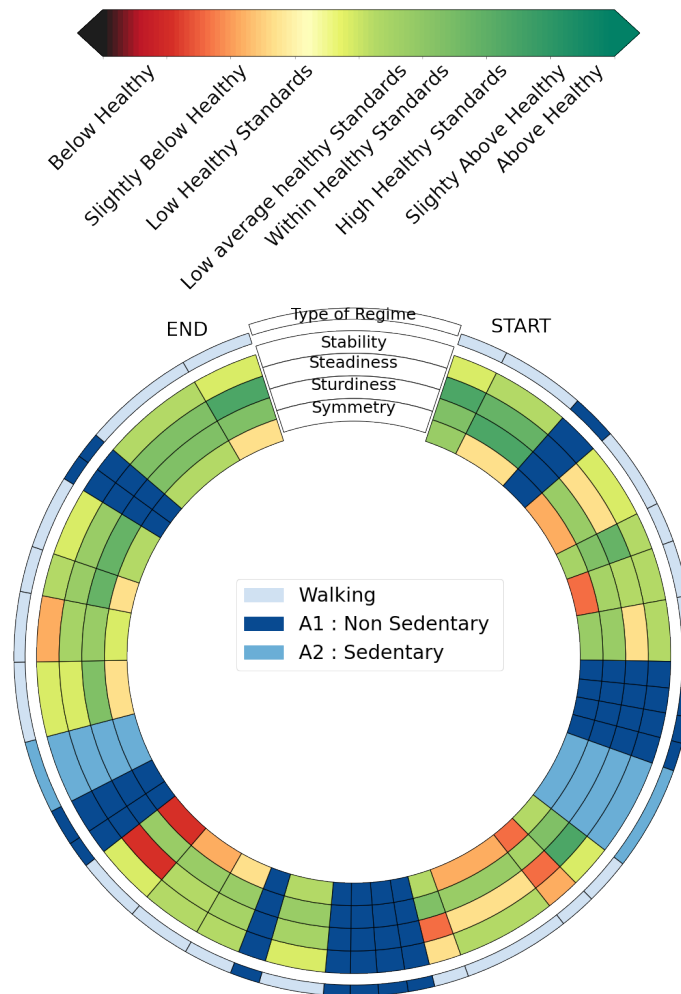 Below Healthy
Slightly Below Healthy
Low Healthy Standards
Low average healthy Standards
Within Healthy Standards
High Healthy Standards
Slighty Above Healthy
Above Healthy
END
Type of Regime
START
Stability
Steadiness
Sturdiness
Symmetry
Walking
A1 : Non Sedentary
A2 : Sedentary